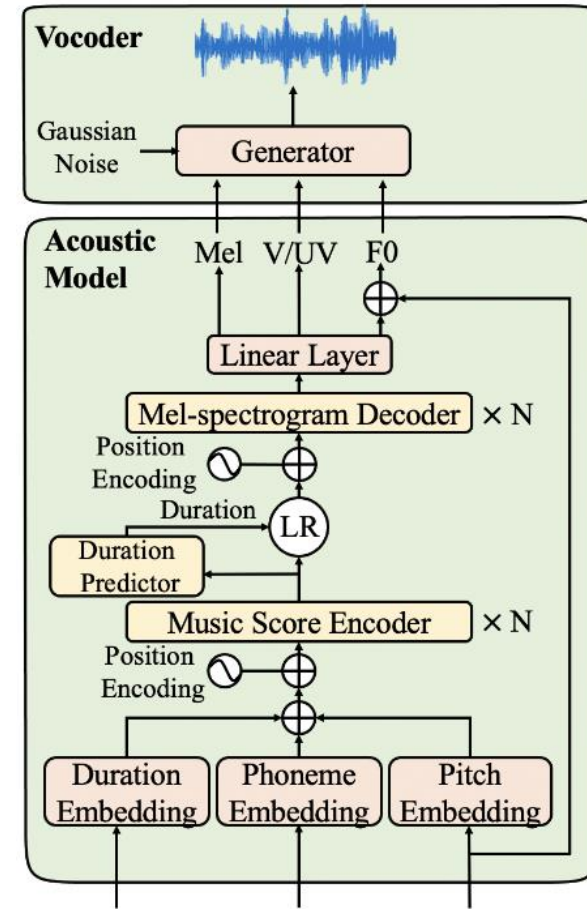 Vocoder
Gaussian
Noise
Generator
Acoustic
Model
Mel V/UV F0
Linear Layer
Mel-spectrogram Decoder × N
Position
Encoding
Duration
LR
Duration
Predictor
Music Score Encoder × N
Position
Encoding
Duration
Embedding
Phoneme
Embedding
Pitch
Embedding